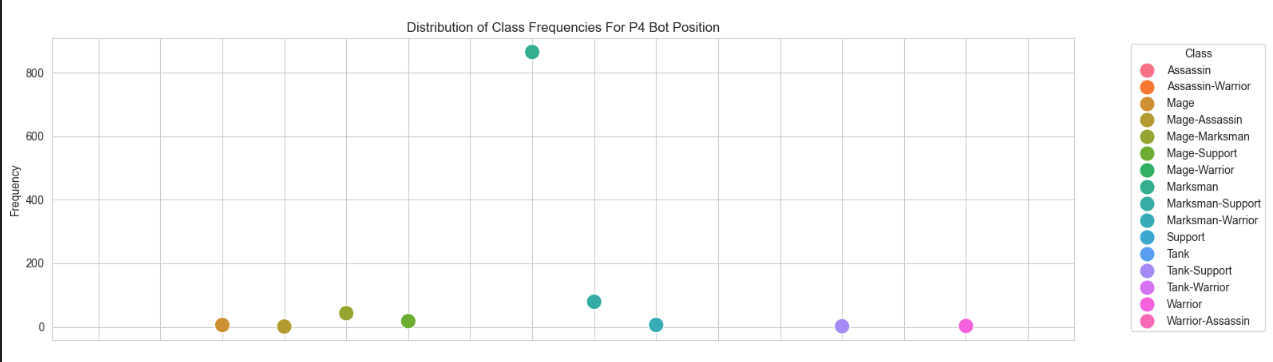 Distribution of Class Frequencies For P4 Bot Position
Frequency
800
600
400
200
0
Class
Assassin
Assassin-Warrior
Mage
Mage-Assassin
Mage-Marksman
Mage-Support
Mage-Warrior
Marksman
Marksman-Support
Marksman-Warrior
Support
Tank
Tank-Support
Tank-Warrior
Warrior
Warrior-Assassin